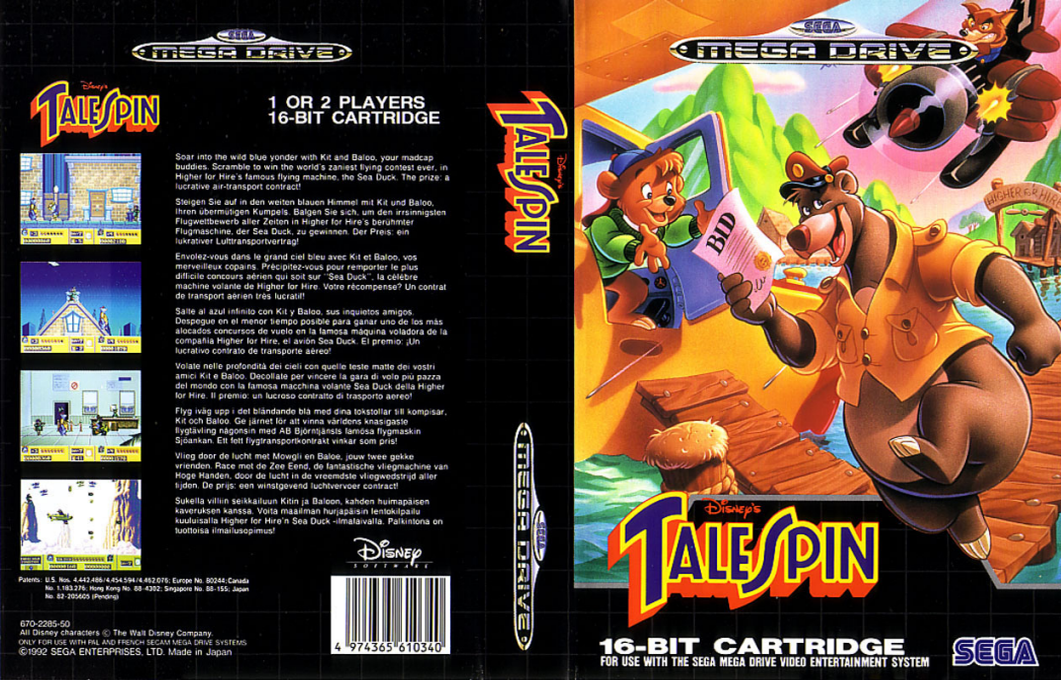 SEGA
MEGA DRIVE
Disney's
TALESPIN
1 OR 2 PLAYERS
16-BIT CARTRIDGE
Soar into the wild blue yonder with Kit and Baloo, your madcap
buddies. Scramble to win the world's zaniest flying contest ever, in
Higher for Hire's famous flying machine, the Sea Duck. The prize: a
lucrative air-transport contract!
Steigen Sie auf in den weiten blauen Himmel mit Kit und Baloo,
Ihren übermütigen Kumpels. Balgen Sie sich, um den irrsinnigsten
Flugwettbewerb aller Zeiten in Higher for Hire's berühmter
Flugmaschine, der Sea Duck, zu gewinnen. Der Preis: ein
lukrativer Lufttransportvertrag!
Envolez-vous dans le grand ciel bleu avec Kit et Baloo, vos
merveilleux copains. Précipitez-vous pour remporter le plus
difficile concours aérien qui soit sur "Sea Duck", la célèbre
machine volante de Higher for Hire. Votre récompense? Un contrat
de transport aérien très lucratif!
Salte al azul infinito con Kit y Baloo, sus inquietos amigos.
Despegue en el menor tiempo posible para ganar uno de los más
alocados concursos de vuelo en la famosa máquina voladora de la
compañía Higher for Hire, el avión Sea Duck. El premio: ¡Un
lucrativo contrato de transporte aéreo!
Volate nelle profondità dei cieli con quelle teste matte dei vostri
amici Kit e Baloo. Decollate per vincere la gara di volo più pazza
del mondo con la famosa macchina volante Sea Duck della Higher
for Hire. Il premio: un lucroso contratto di trasporto aereo!
Flyg iväg upp i det bländande blå med dina tokstollar till kompisar,
Kit och Baloo. Ge järnet för att vinna världens knasigaste
flygtävling någonsin med AB Björntjänsts famösa flygmaskin
Sjöankan. Ett fett flygtransportkontrakt vinkar som pris!
Vlieg door de lucht met Mowgli en Baloe, jouw twee gekke
vrienden. Race met de Zee Eend, de fantastische vliegmachine van
Hoge Handen, door de lucht in de vreemdste vliegwedstrijd aller
tijden. De prijs: een winstgevend luchtvervoer contract!
Sukella villiin seikkailuun Kitin ja Baloon, kahden huimapäisen
kaveruksen kanssa. Voita maailman hurjapäisin lentokilpailu
kuuluisalla Higher for Hire'n Sea Duck -ilmalaivalla. Palkintona on
tuottoisa ilmailusopimus!
Disney
SOFTWARE
Patents: U.S. Nos. 4,442,486/4,454,594/4,462,076; Europe No. 80244; Canada
No. 1,183,276; Hong Kong No. 88-4302; Singapore No. 88-155; Japan
No. 82-205605 (Pending)
670-2285-50
All Disney characters © The Walt Disney Company.
ONLY FOR USE WITH PAL AND FRENCH SECAM MEGA DRIVE SYSTEMS
©1992 SEGA ENTERPRISES, LTD. Made in Japan
4 974365 610340
Disney's
TALESPIN
SEGA
MEGA DRIVE
SEGA
MEGA DRIVE
1
BID
HIGHER FOR HIRE
Disney's
TALESPIN
16-BIT CARTRIDGE
FOR USE WITH THE SEGA MEGA DRIVE VIDEO ENTERTAINMENT SYSTEM
SEGA